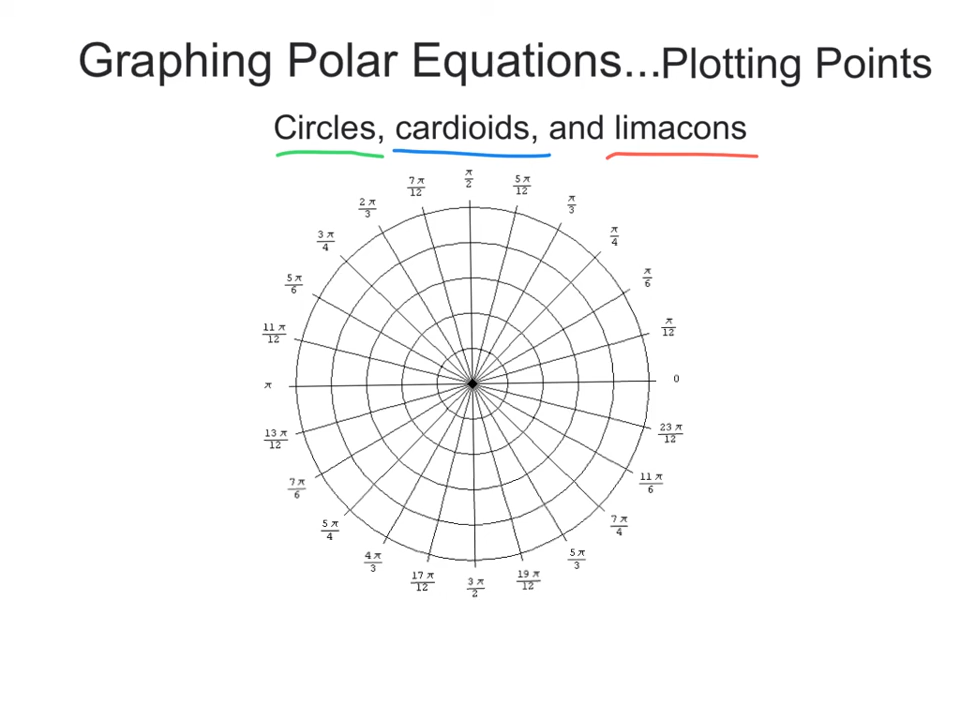 Graphing Polar Equations...Plotting Points
Circles, cardioids, and limacons
π/2
7π/12
5π/12
2π/3
π/3
3π/4
π/4
5π/6
π/6
11π/12
π/12
π
0
13π/12
23π/12
7π/6
11π/6
5π/4
7π/4
4π/3
5π/3
17π/12
3π/2
19π/12